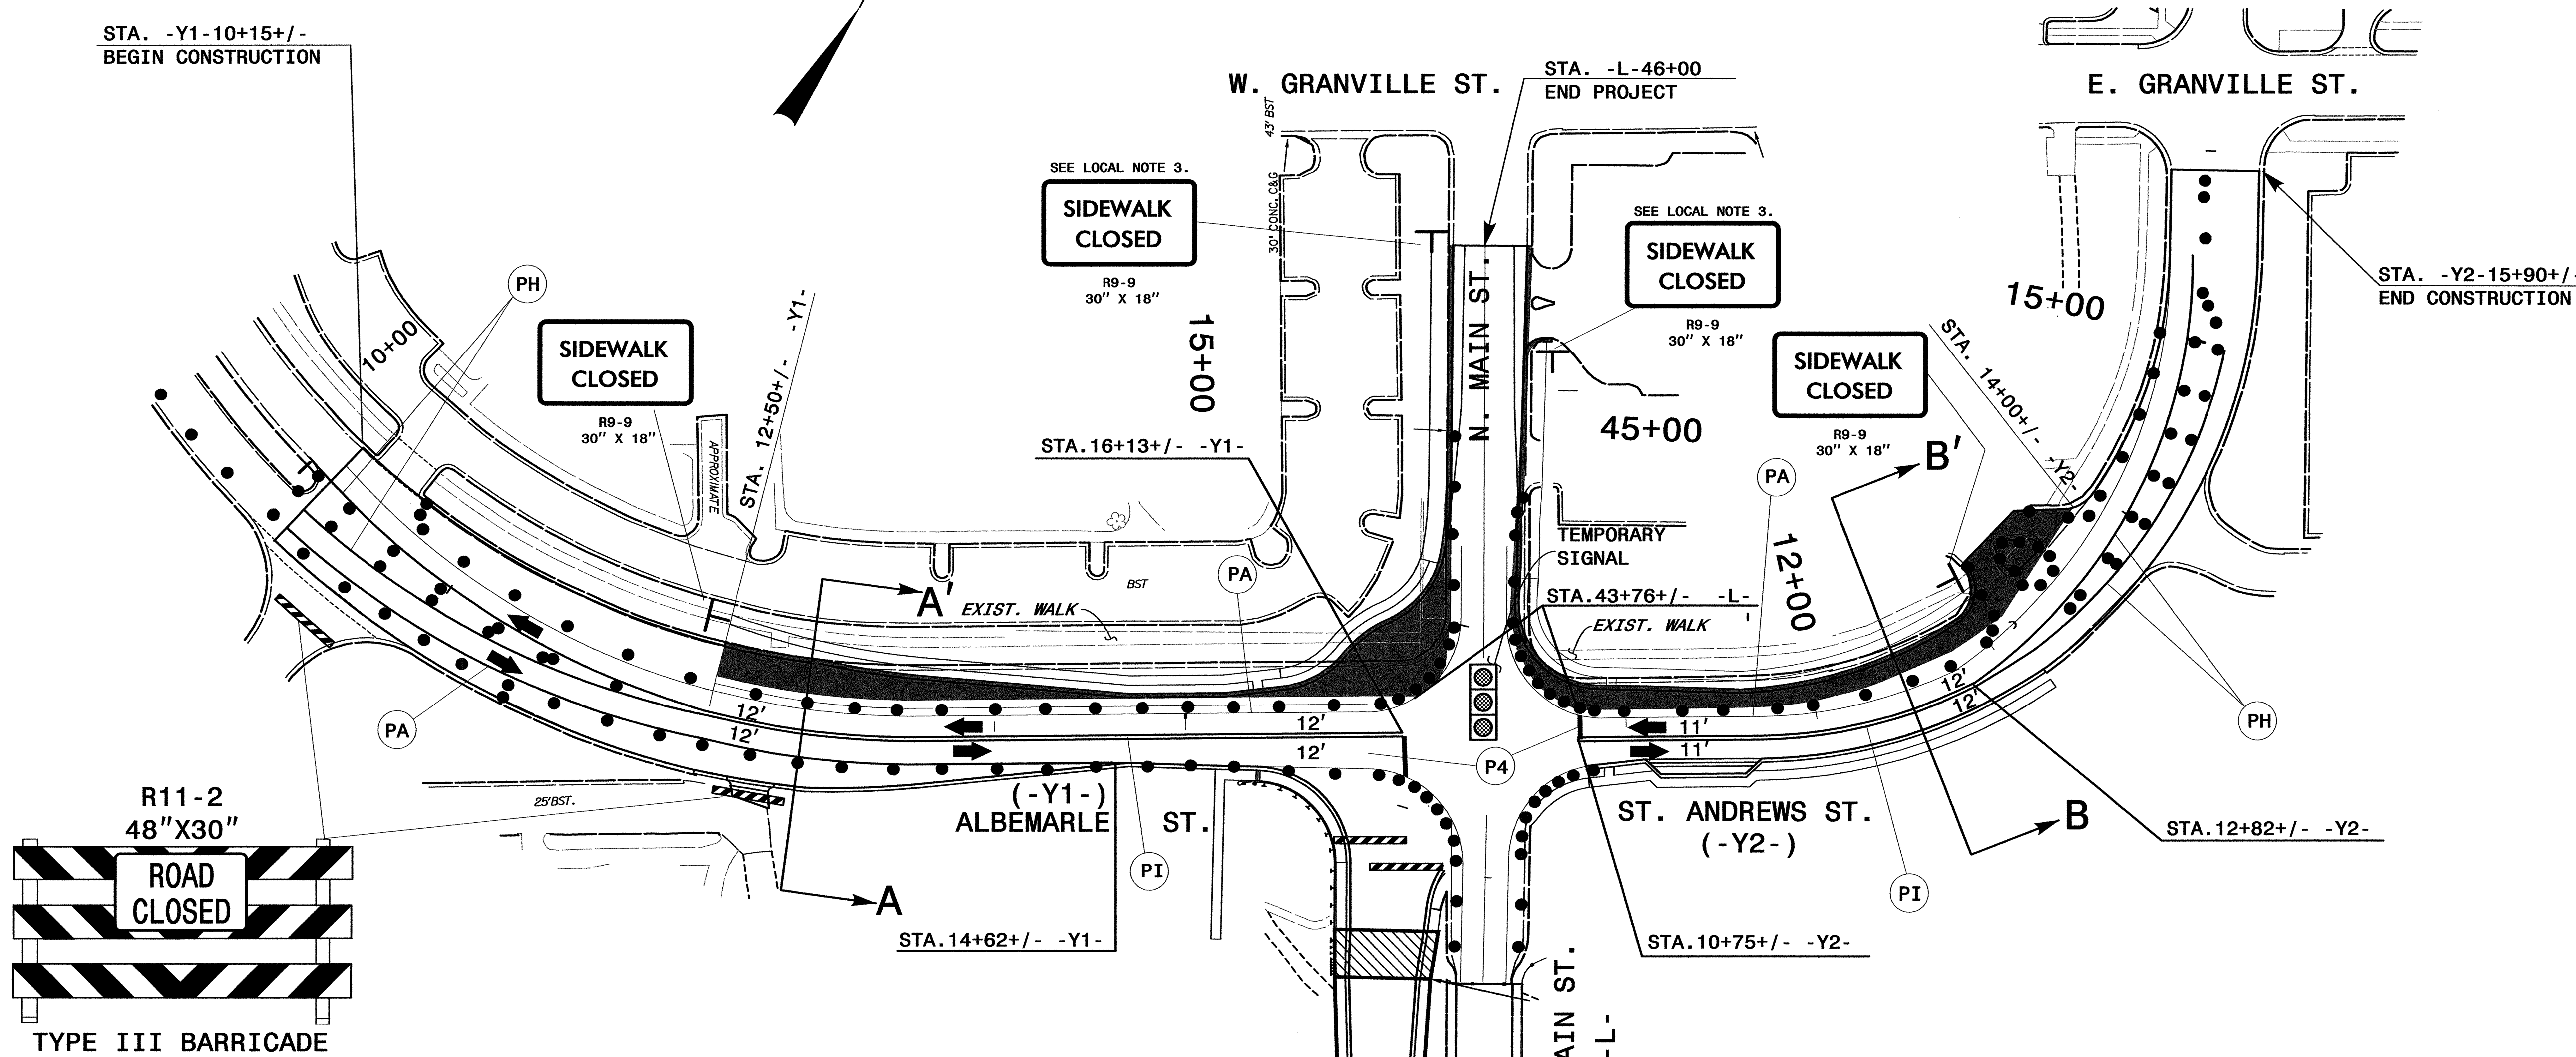 STA. -Y1-10+15+/-
BEGIN CONSTRUCTION
W. GRANVILLE ST.
STA. -L-46+00
END PROJECT
E. GRANVILLE ST.
43' BST
30" CONC. C&G
SEE LOCAL NOTE 3.
SIDEWALK
CLOSED
R9-9
30" X 18"
SEE LOCAL NOTE 3.
SIDEWALK
CLOSED
R9-9
30" X 18"
N. MAIN ST.
STA. -Y2-15+90+/-
END CONSTRUCTION
15+00
PH
10+00
SIDEWALK
CLOSED
R9-9
30" X 18"
STA. 12+50+/- -Y1-
APPROXIMATE
15+00
SIDEWALK
CLOSED
R9-9
30" X 18"
STA. 14+00+/- -Y2-
45+00
STA.16+13+/- -Y1-
PA
B'
TEMPORARY
SIGNAL
12+00
PA
BST
A'
EXIST. WALK
STA.43+76+/- -L-
EXIST. WALK
12'
12'
12'
12'
12'
12'
11'
11'
PA
PH
P4
R11-2
48"X30"
ROAD
CLOSED
TYPE III BARRICADE
25'BST.
(-Y1-)
ALBEMARLE ST.
ST. ANDREWS ST.
(-Y2-)
B
STA.12+82+/- -Y2-
PI
PI
A
STA.14+62+/- -Y1-
STA.10+75+/- -Y2-
AIN ST.
-L-